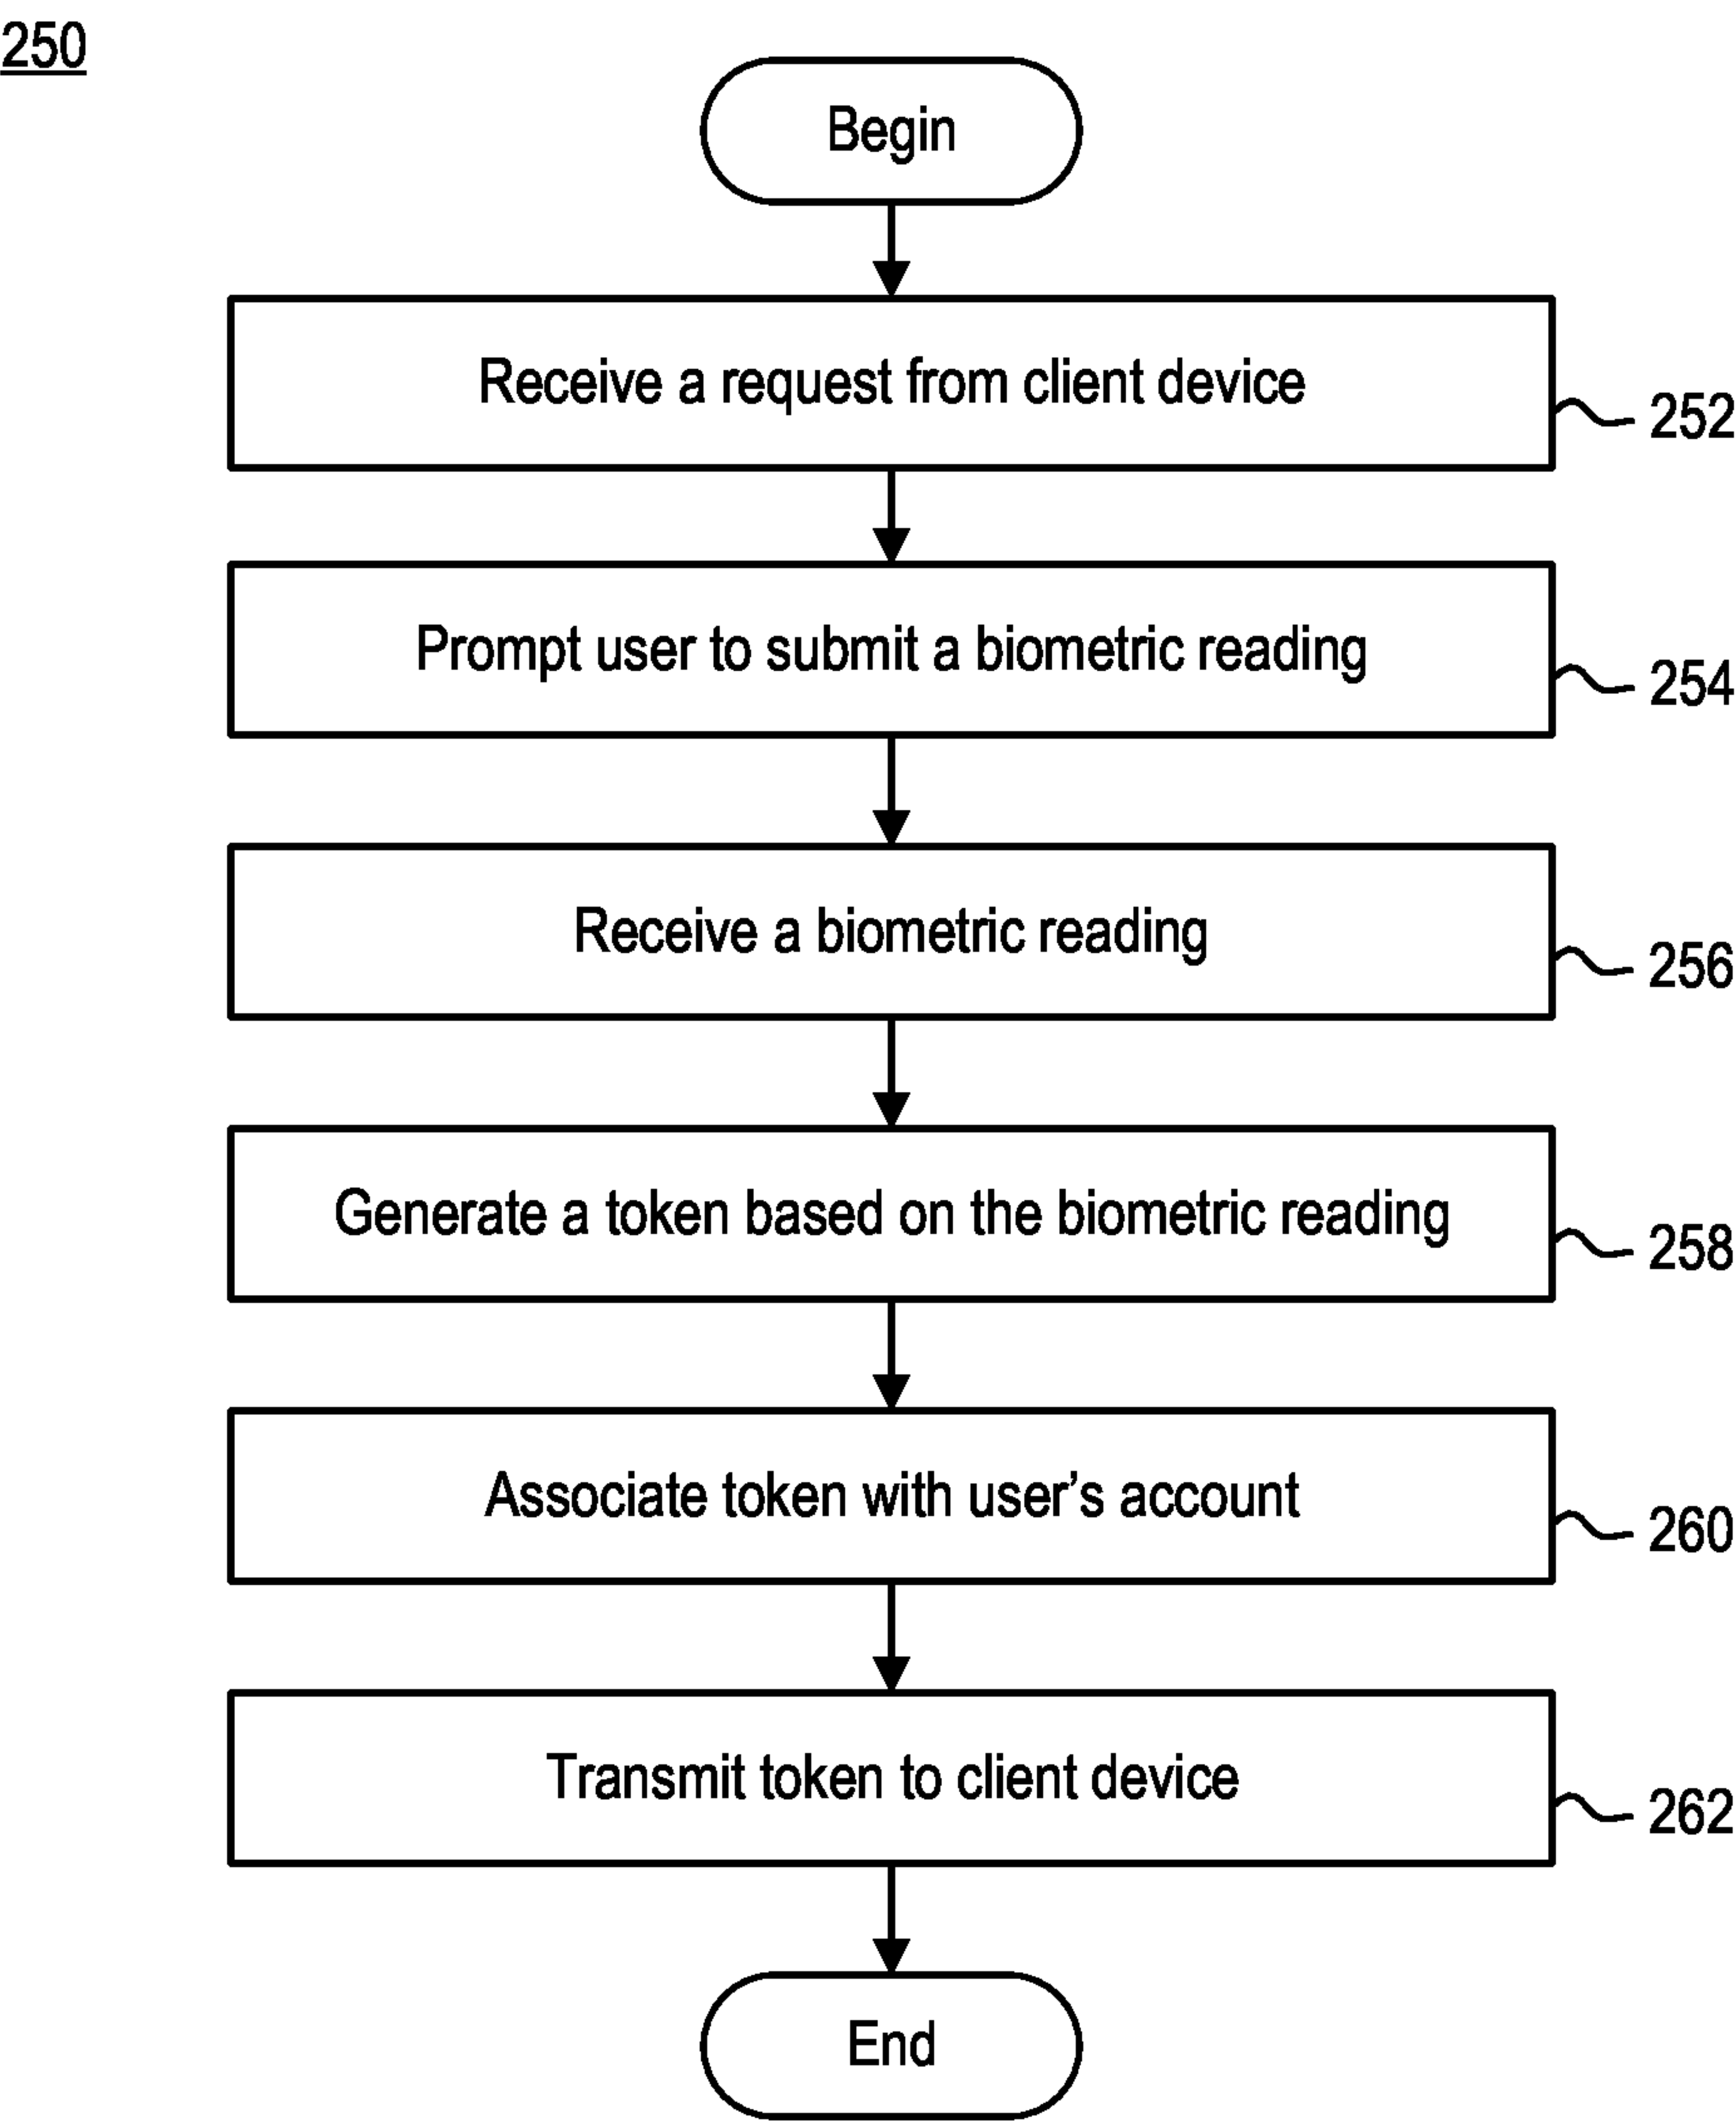 250
Begin
Receive a request from client device
252
Prompt user to submit a biometric reading
254
Receive a biometric reading
256
Generate a token based on the biometric reading
258
Associate token with user’s account
260
Transmit token to client device
262
End